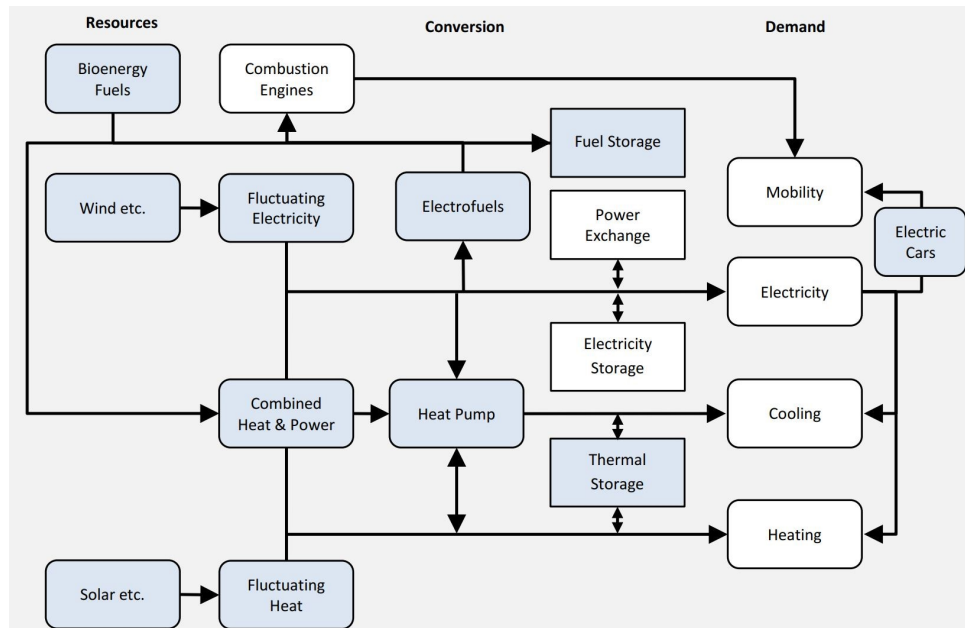 Resources
Conversion
Demand
Bioenergy
Fuels
Combustion
Engines
Fuel Storage
Mobility
Wind etc.
Fluctuating
Electricity
Electrofuels
Power
Exchange
Electric
Cars
Electricity
Electricity
Storage
Combined
Heat & Power
Heat Pump
Cooling
Thermal
Storage
Heating
Solar etc.
Fluctuating
Heat